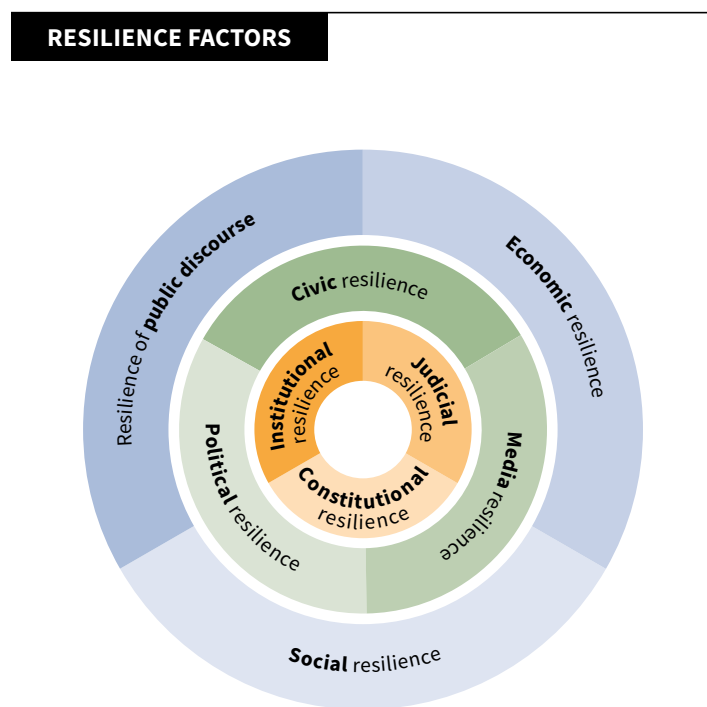 RESILIENCE FACTORS
Resilience of public discourse
Economic resilience
Civic resilience
Institutional
resilience
Judicial
resilience
Political resilience
Media resilience
Constitutional
resilience
Social resilience